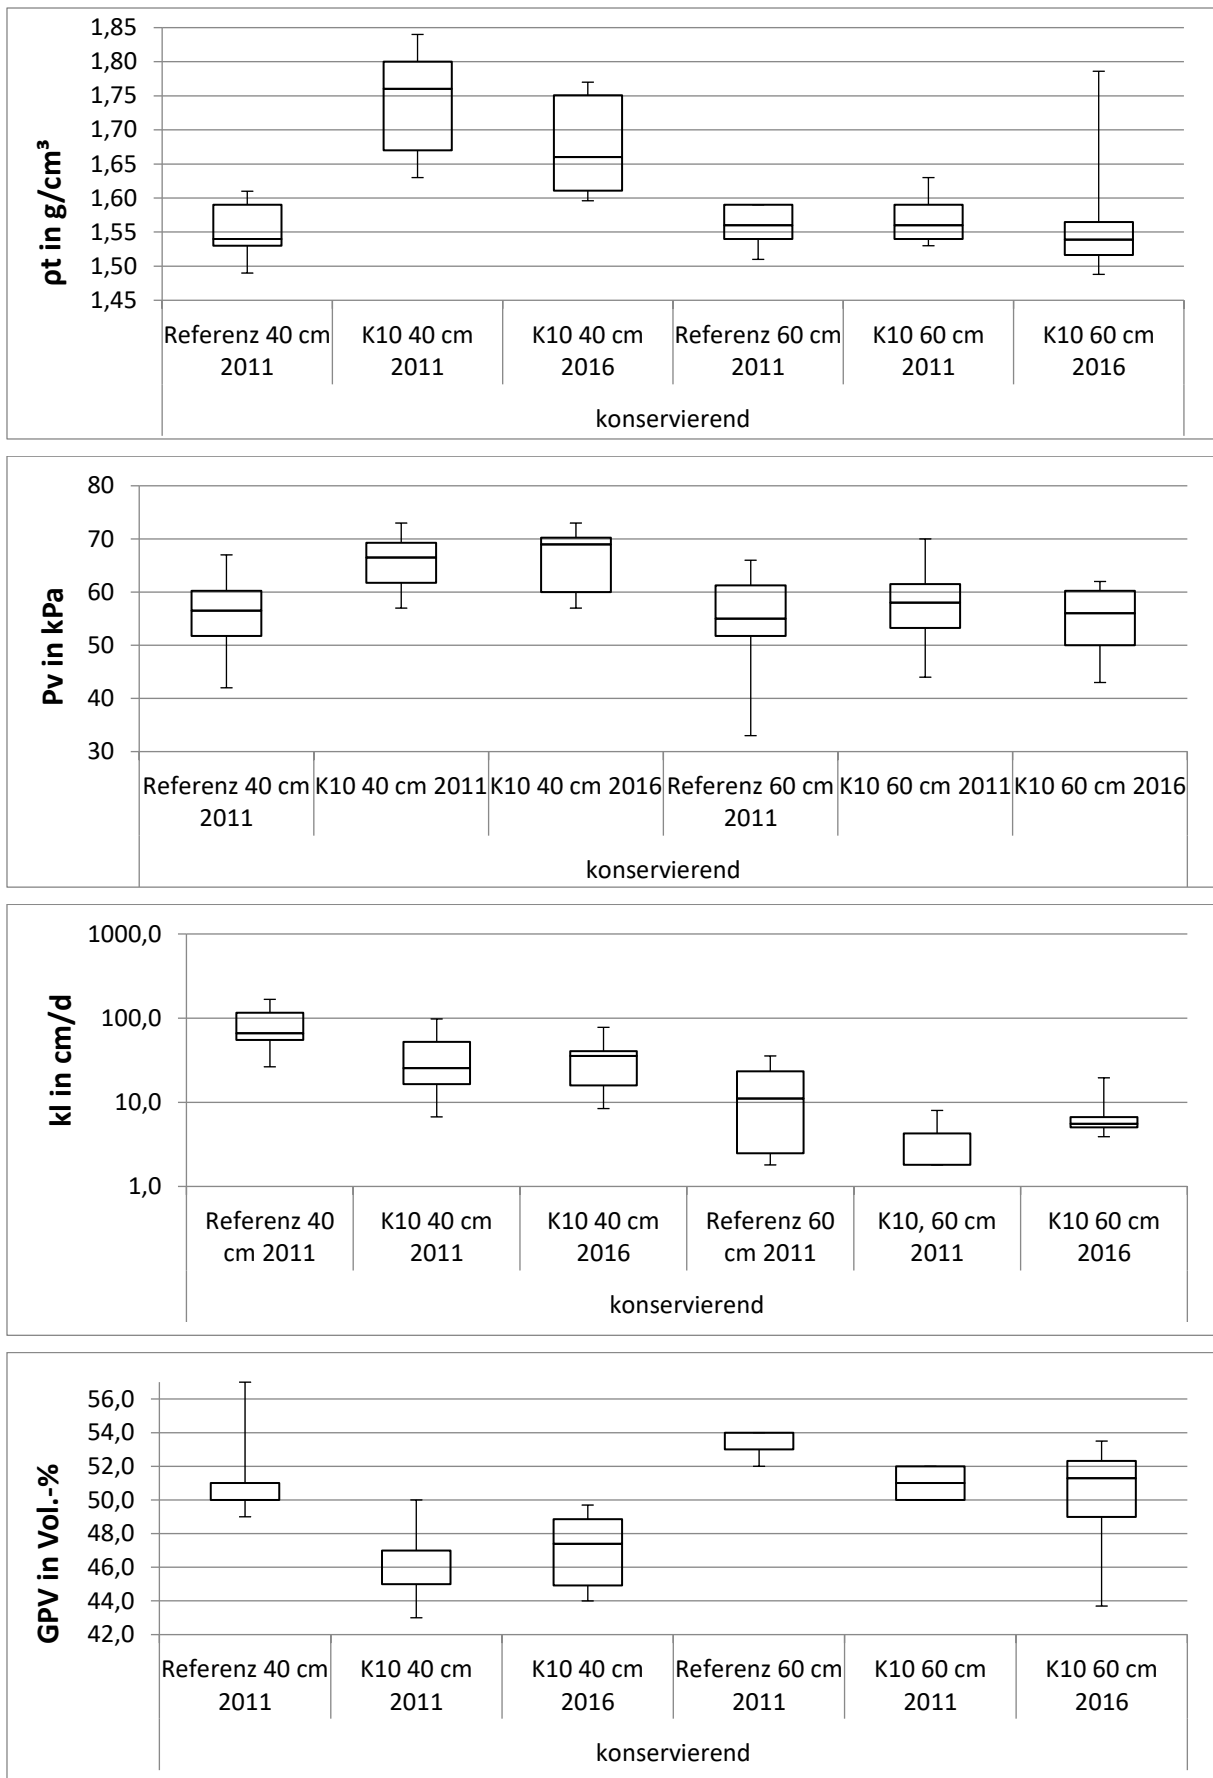 1,85
1,80
1,75
1,70
1,65
1,60
1,55
1,50
1,45
ρt in g/cm³
Referenz 40 cm K10 40 cm K10 40 cm Referenz 60 cm K10 60 cm K10 60 cm
2011 2011 2016 2011 2011 2016
konservierend
80
70
60
50
40
30
Pv in kPa
Referenz 40 cm K10 40 cm 2011 K10 40 cm 2016 Referenz 60 cm K10 60 cm 2011 K10 60 cm 2016
2011 2011
konservierend
1000,0
100,0
10,0
1,0
kl in cm/d
Referenz 40 K10 40 cm K10 40 cm Referenz 60 K10, 60 cm K10 60 cm
cm 2011 2011 2016 cm 2011 2011 2016
konservierend
56,0
54,0
52,0
50,0
48,0
46,0
44,0
42,0
GPV in Vol.-%
Referenz 40 cm K10 40 cm K10 40 cm Referenz 60 cm K10 60 cm K10 60 cm
2011 2011 2016 2011 2011 2016
konservierend